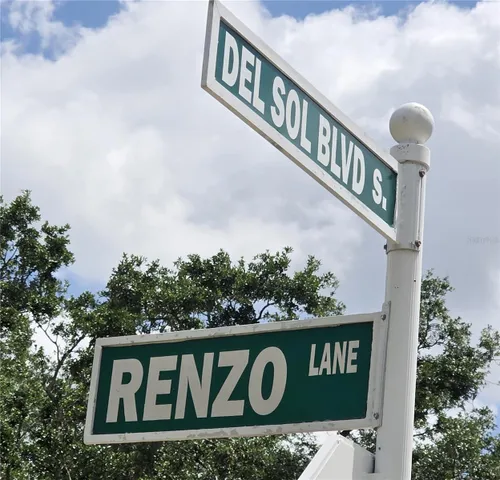 DEL SOL BLVD S.
RENZO LANE